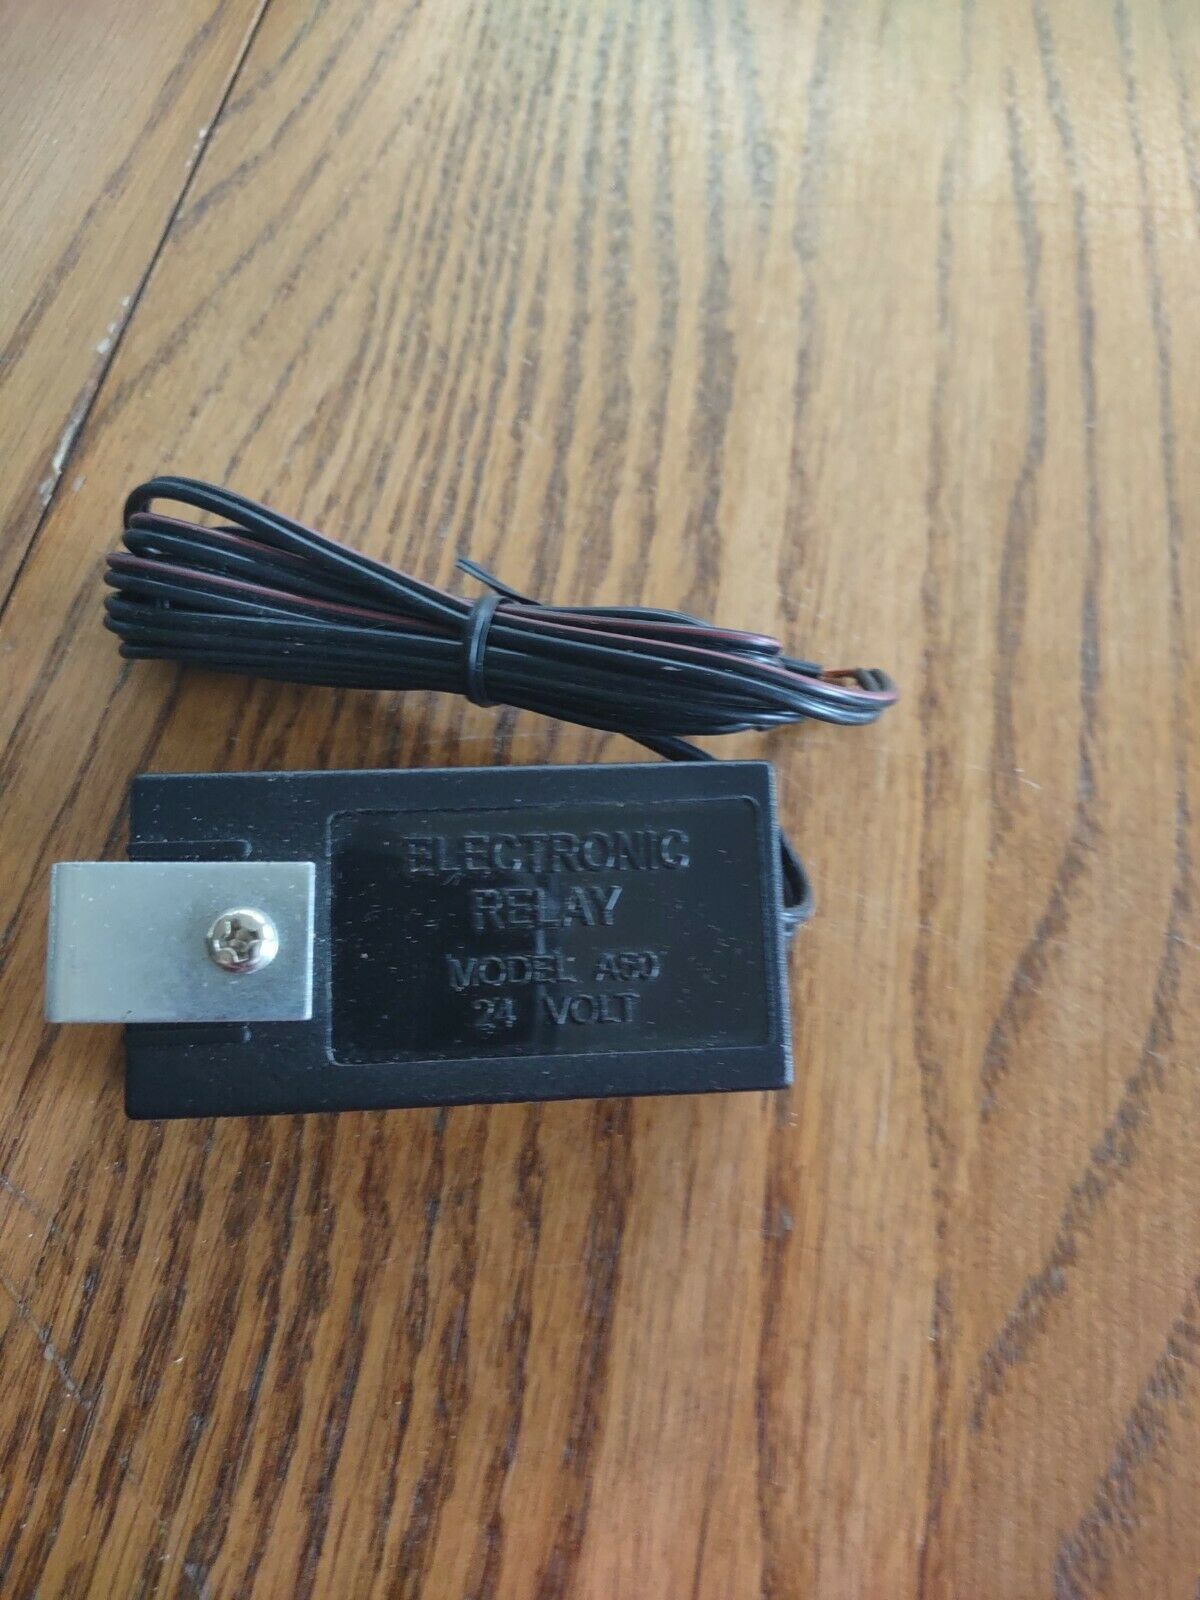 ELECTRONIC
RELAY
MODEL A50
24 VOLT